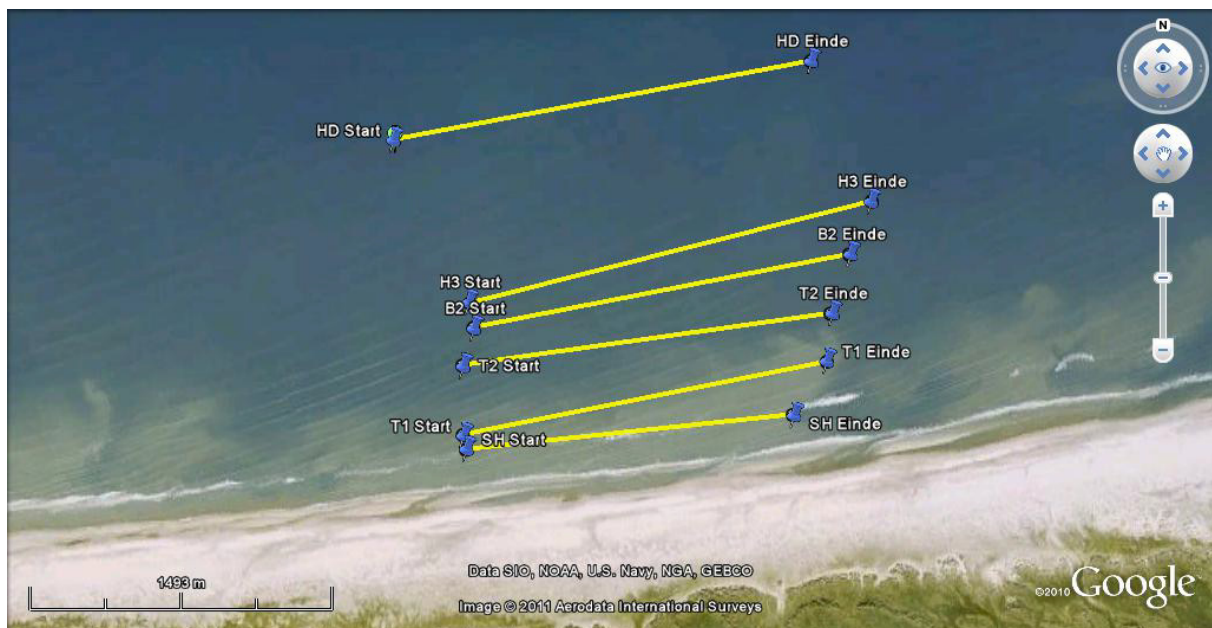 N
HD Einde
HD Start
H3 Einde
B2 Einde
H3 Start
T2 Einde
B2 Start
T1 Einde
T2 Start
T1 Start
SH Einde
SH Start
1493 m
Data SIO, NOAA, U.S. Navy, NGA, GEBCO
Image © 2011 Aerodata International Surveys
©2010 Google